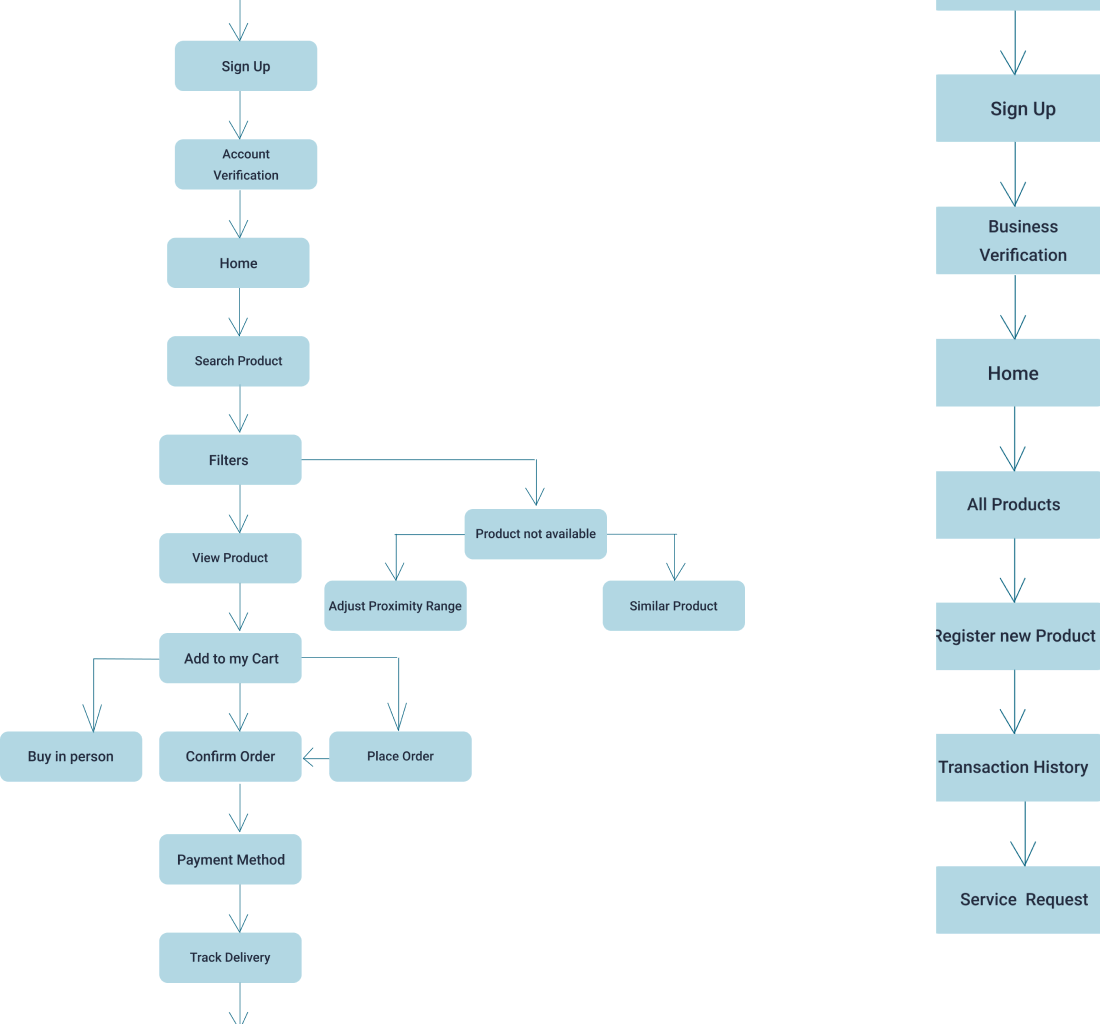 Sign Up
Account
Verification
Home
Search Product
Filters
Product not available
View Product
Adjust Proximity Range
Similar Product
Add to my Cart
Buy in person
Confirm Order
Place Order
Payment Method
Track Delivery
Sign Up
Business
Verification
Home
All Products
Register new Product
Transaction History
Service  Request